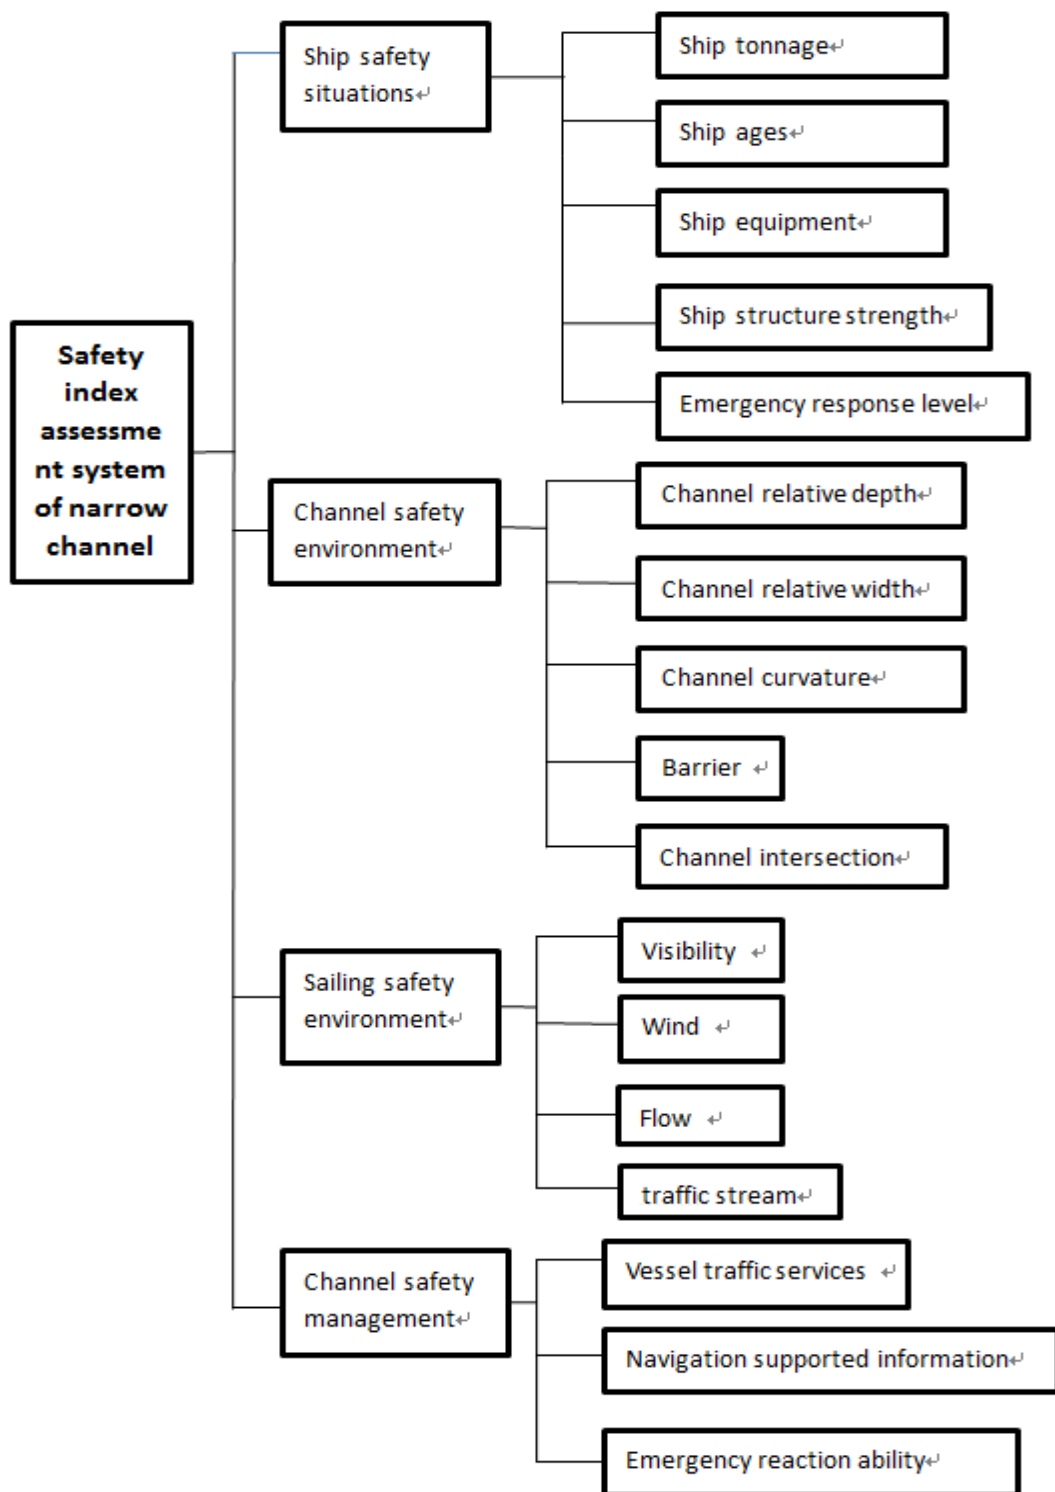 Safety
index
assessme
nt system
of narrow
channel
Ship safety
situations↵
Ship tonnage↵
Ship ages↵
Ship equipment↵
Ship structure strength↵
Emergency response level↵
Channel safety
environment↵
Channel relative depth↵
Channel relative width↵
Channel curvature↵
Barrier ↵
Channel intersection↵
Sailing safety
environment↵
Visibility ↵
Wind ↵
Flow ↵
traffic stream↵
Channel safety
management↵
Vessel traffic services ↵
Navigation supported information↵
Emergency reaction ability↵